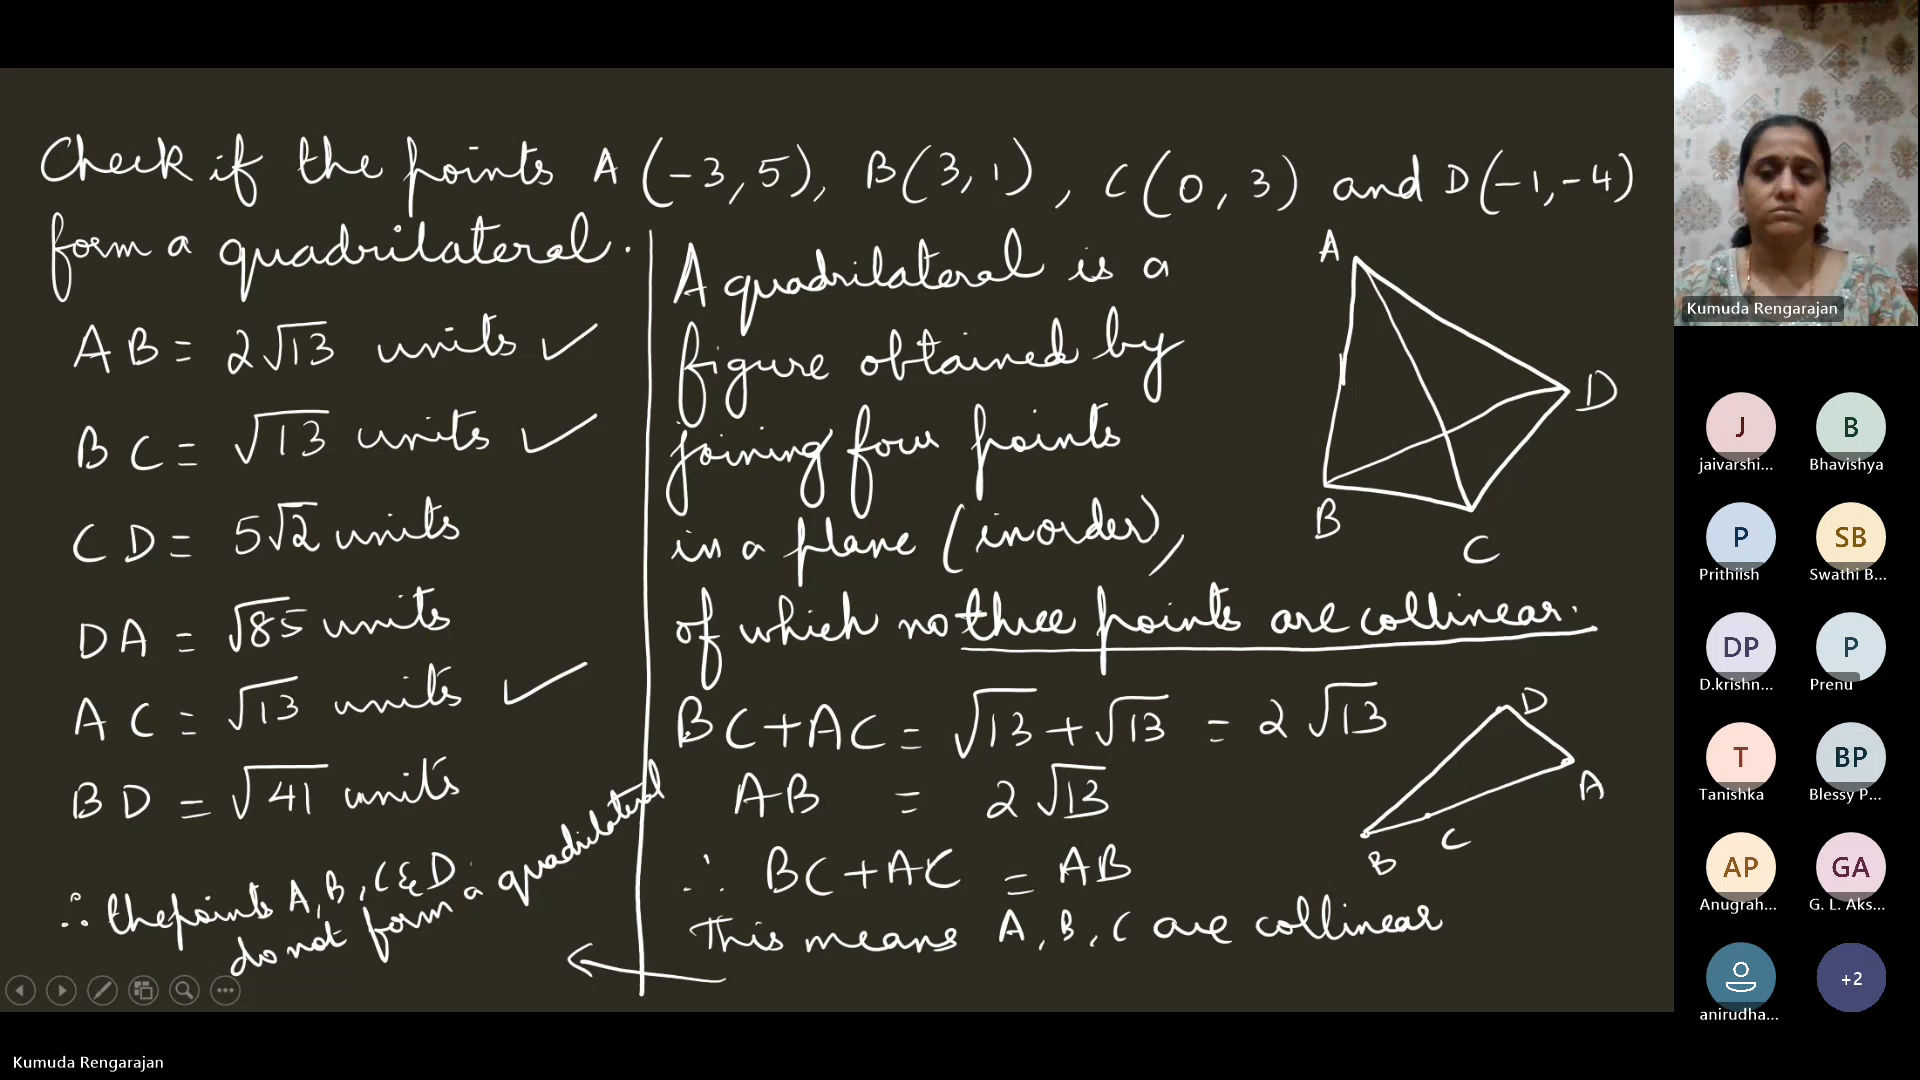 Check if the points A(-3,5), B(3,1), C(0,3) and D(-1,-4)
form a quadrilateral.
AB = 2√13 units ✓
BC = √13 units ✓
CD = 5√2 units
DA = √85 units
AC = √13 units ✓
BD = √41 units
∴ the points A, B, C & D
do not form a quadrilateral
A quadrilateral is a
figure obtained by
joining four points
in a plane (in order),
of which no three points are collinear.
BC+AC = √13+√13 = 2√13
AB = 2√13
∴ BC+AC = AB
This means A, B, C are collinear
A
D
B
C
D
A
C
B
Kumuda Rengarajan
J
jaivarshi...
B
Bhavishya
P
Prithiish
SB
Swathi B...
DP
D.krishn...
P
Prenu
T
Tanishka
BP
Blessy P...
AP
Anugrah...
GA
G. L. Aks...
anirudha...
+2
Kumuda Rengarajan